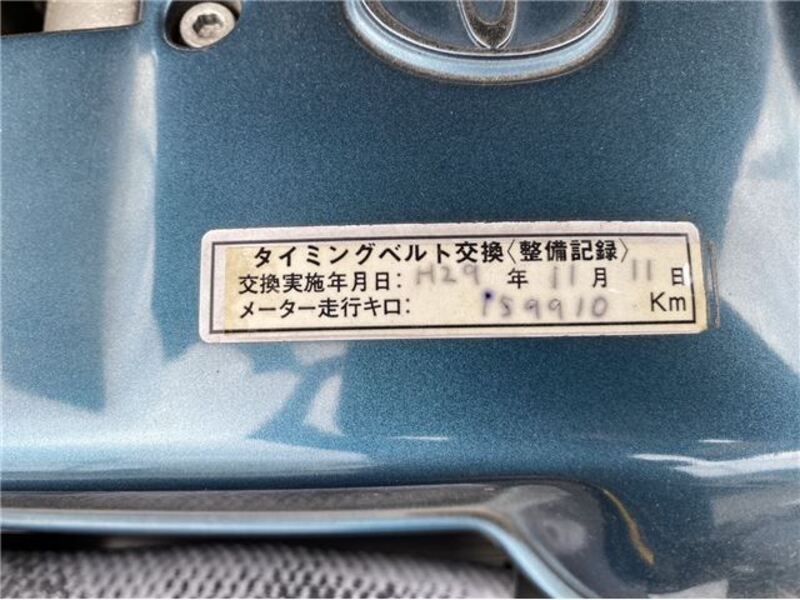 タイミングベルト交換〈整備記録〉
交換実施年月日: H29 年 11 月 11 日
メーター走行キロ: 159910 Km